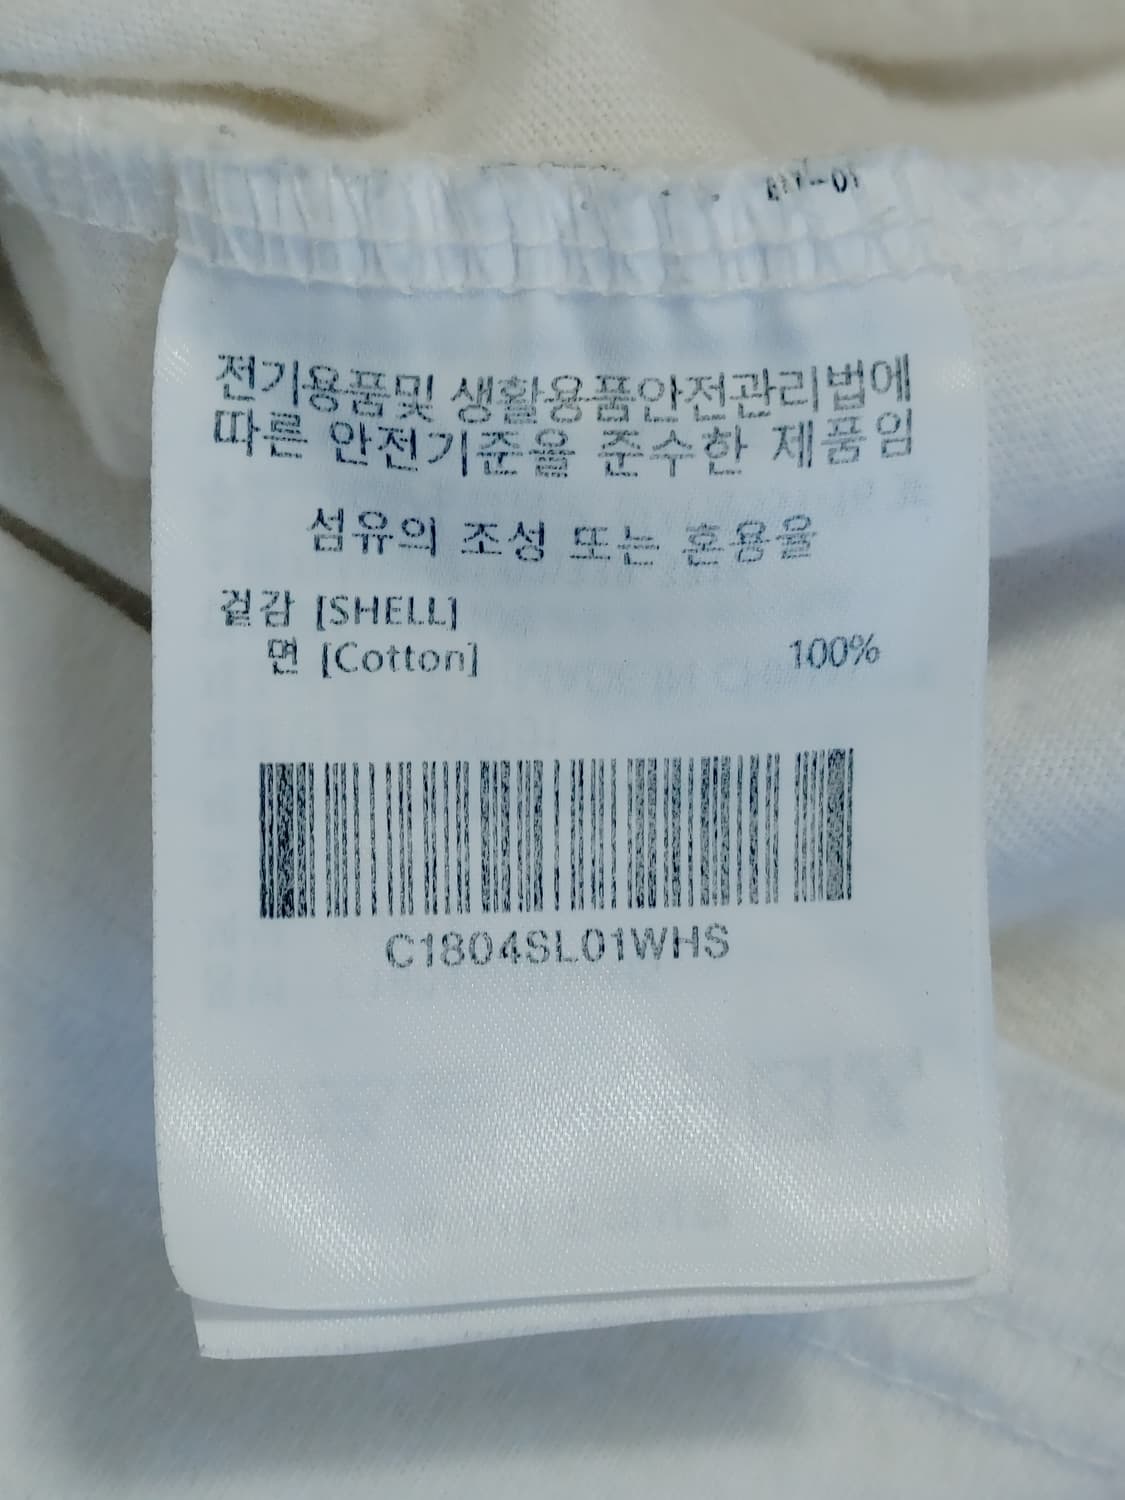 전기용품및 생활용품안전관리법에
따른 안전기준을 준수한 제품임
섬유의 조성 또는 혼용율
겉감 [SHELL]
면 [Cotton] 100%
C1804SL01WHS